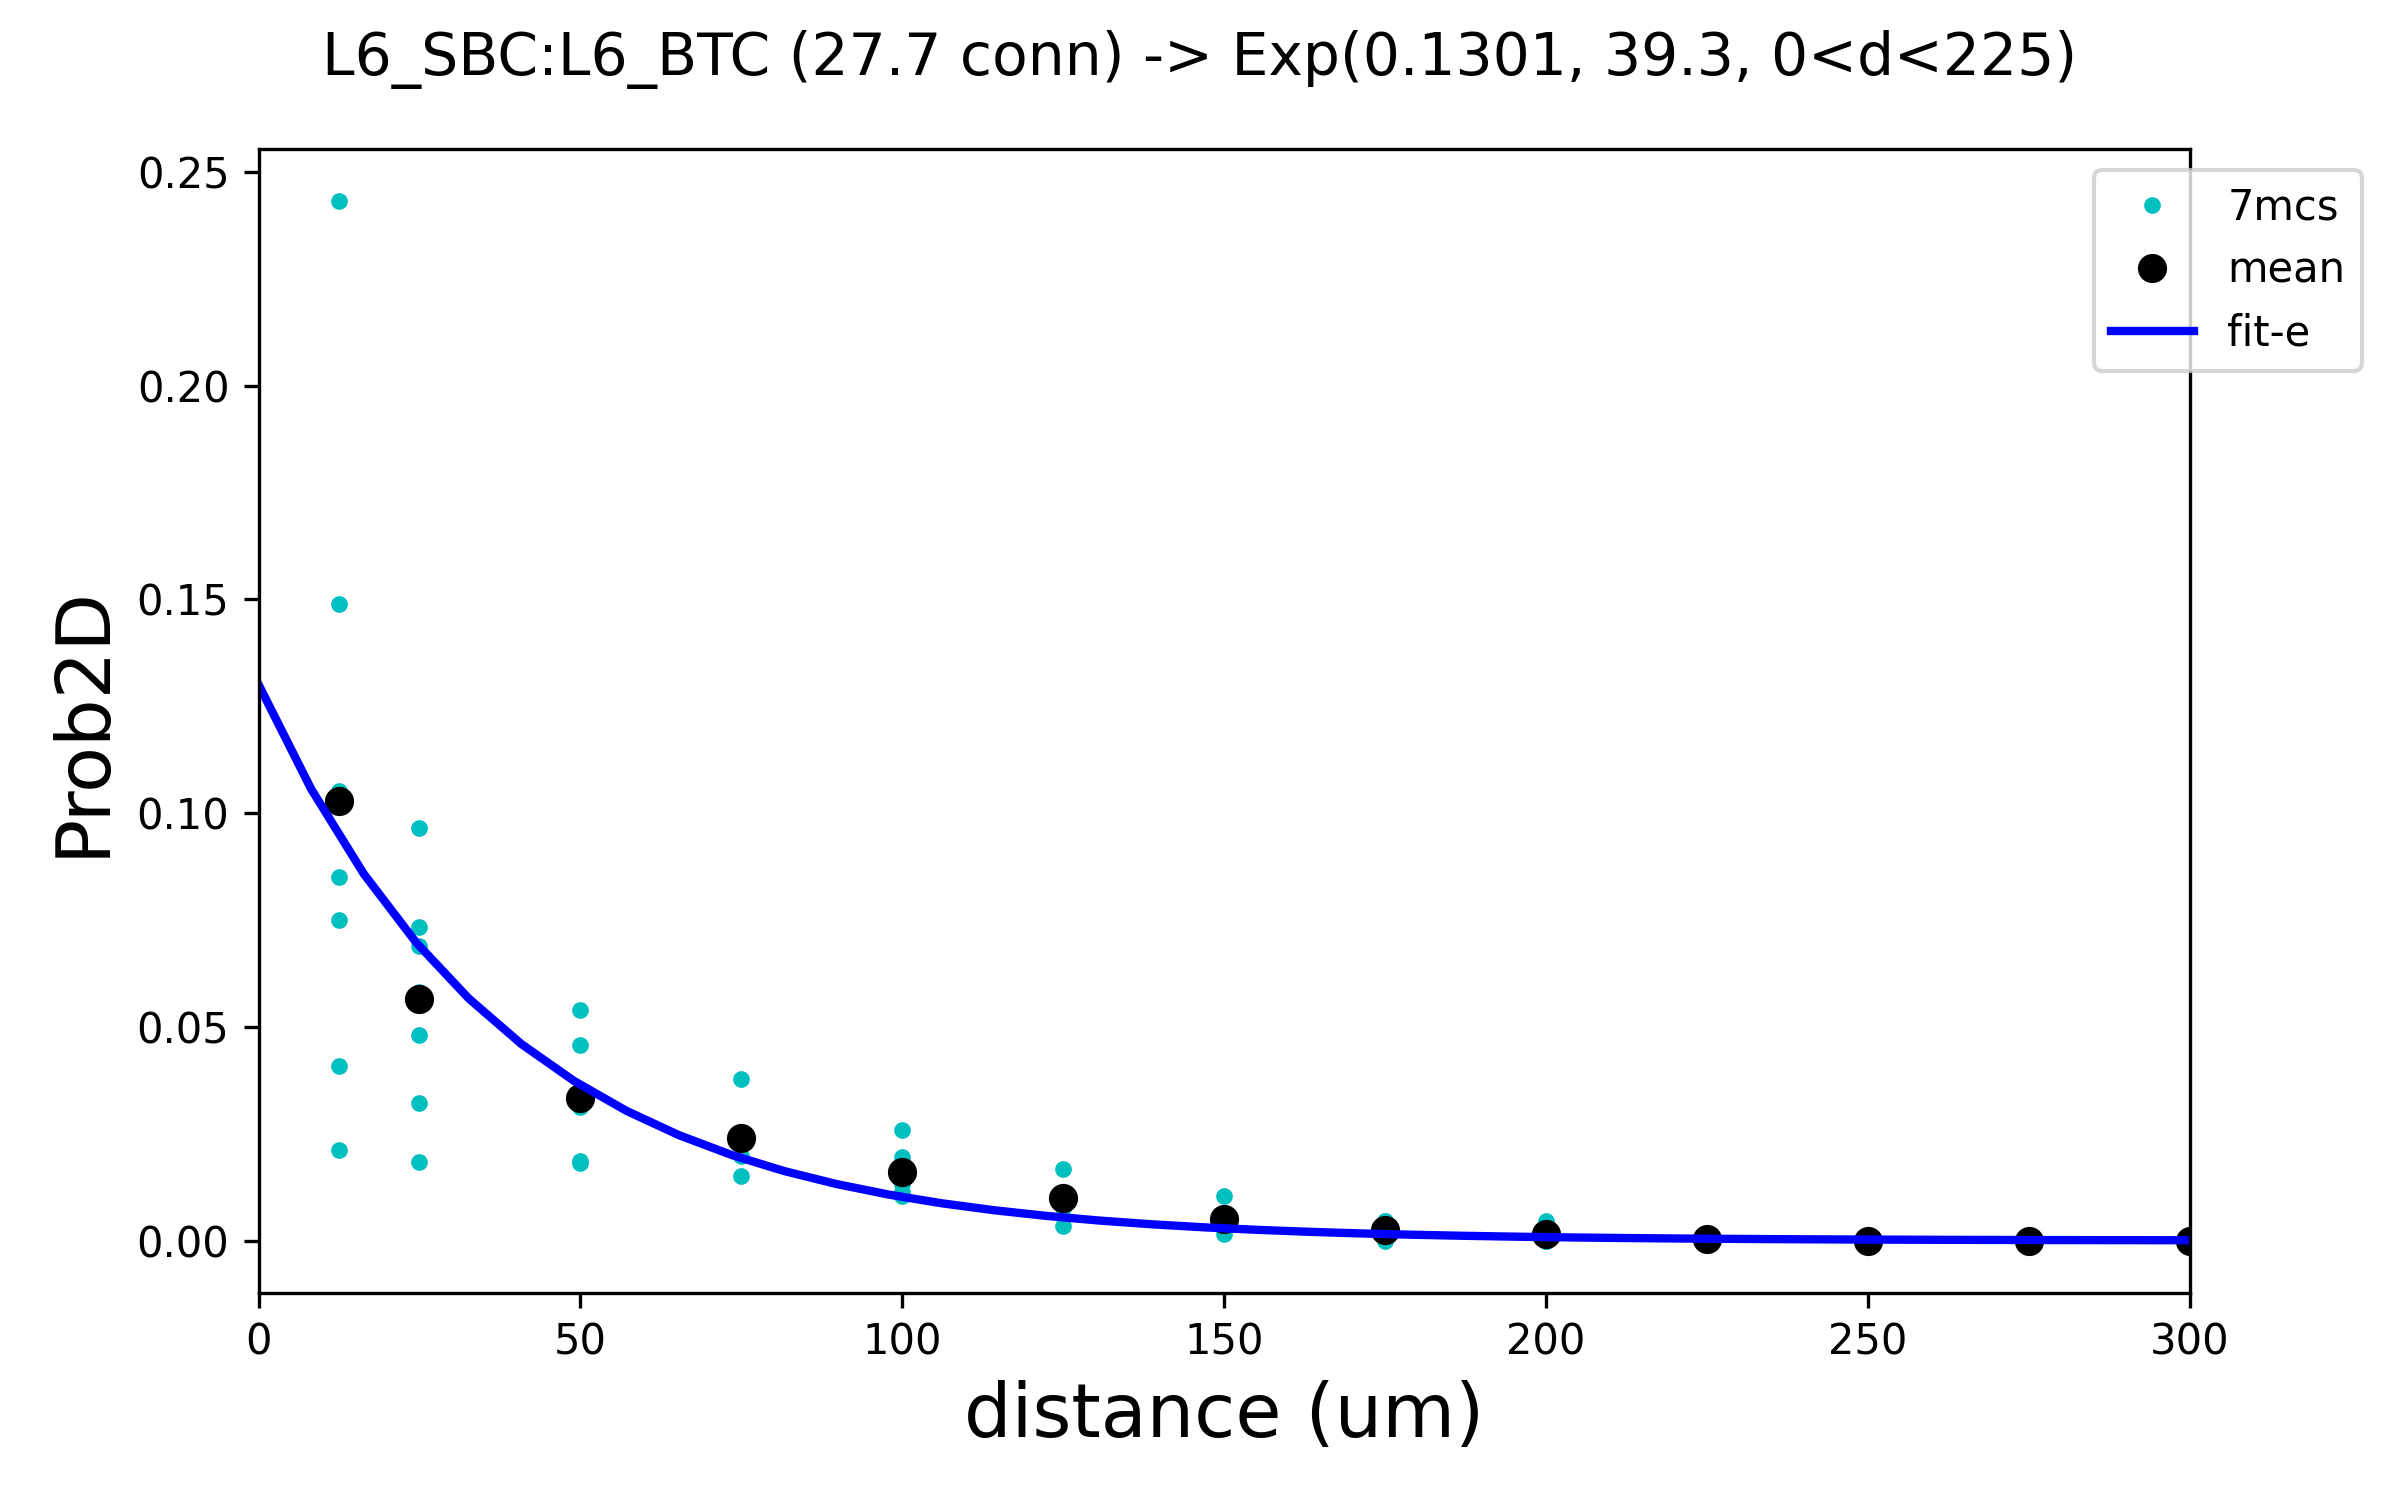 L6_SBC:L6_BTC (27.7 conn) -> Exp(0.1301, 39.3, 0<d<225)
7mcs
mean
fit-e
Prob2D
0.25
0.20
0.15
0.10
0.05
0.00
0 50 100 150 200 250 300
distance (um)